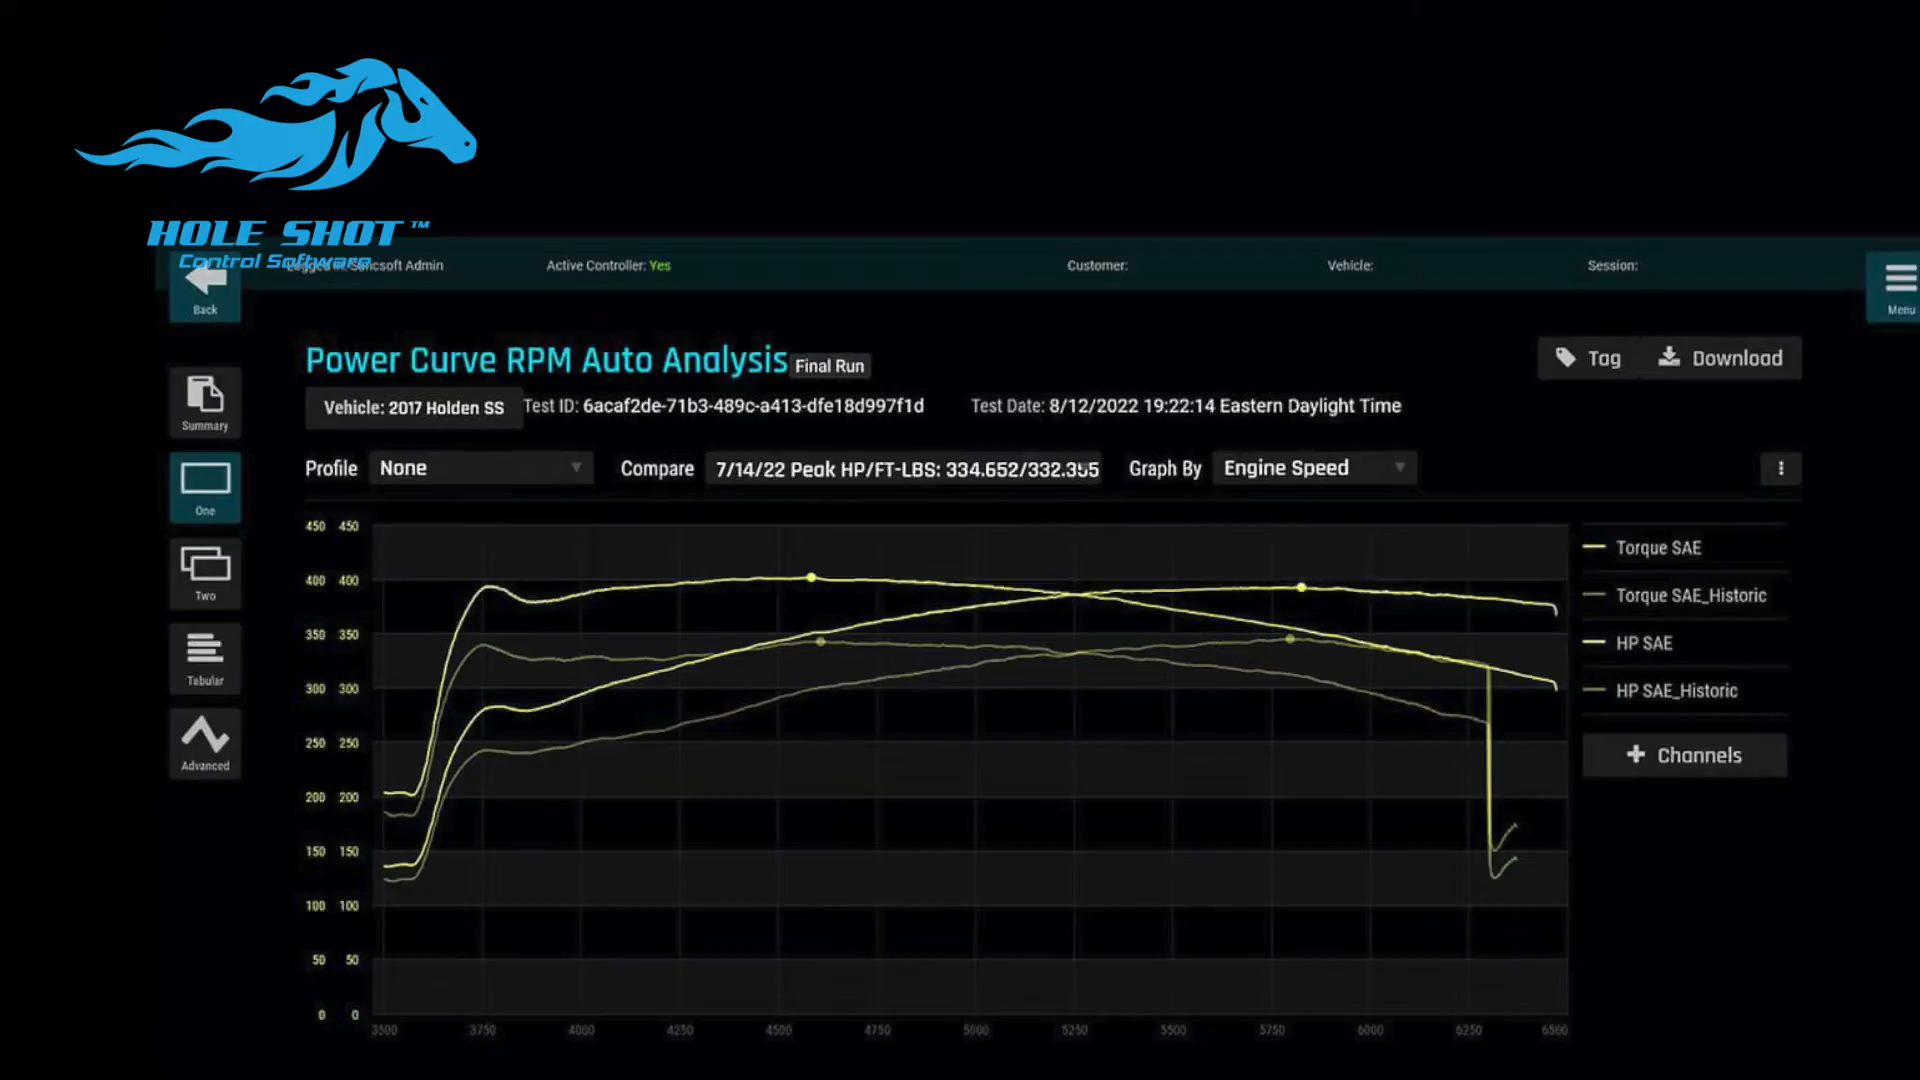 HOLE SHOT™
Control Software
Active Controller: Yes
Customer:
Vehicle:
Session:
Back
Menu
Power Curve RPM Auto Analysis Final Run
Tag
Download
Vehicle: 2017 Holden SS
Test ID: 6acaf2de-71b3-489c-a413-dfe18d997f1d
Test Date: 8/12/2022 19:22:14 Eastern Daylight Time
Summary
Profile None
Compare 7/14/22 Peak HP/FT-LBS: 334.652/332.355
Graph By Engine Speed
One
Two
Tabular
Advanced
450 450
400 400
350 350
300 300
250 250
200 200
150 150
100 100
50 50
0 0
3500 3750 4000 4250 4500 4750 5000 5250 5500 5750 6000 6250 6500
Torque SAE
Torque SAE_Historic
HP SAE
HP SAE_Historic
+ Channels